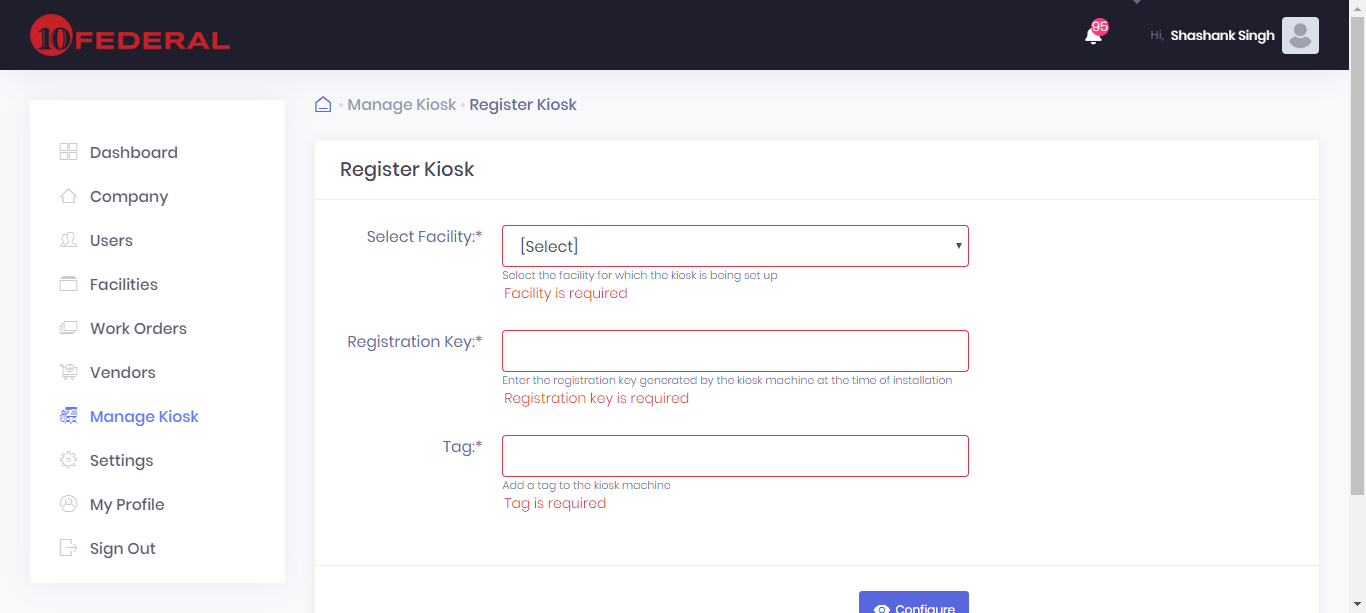 10 FEDERAL
95
Hi, Shashank Singh
Manage Kiosk • Register Kiosk
Dashboard
Company
Users
Facilities
Work Orders
Vendors
Manage Kiosk
Settings
My Profile
Sign Out
Register Kiosk
Select Facility:*
[Select]
Select the facility for which the kiosk is being set up
Facility is required
Registration Key:*
Enter the registration key generated by the kiosk machine at the time of installation
Registration key is required
Tag:*
Add a tag to the kiosk machine
Tag is required
Configure